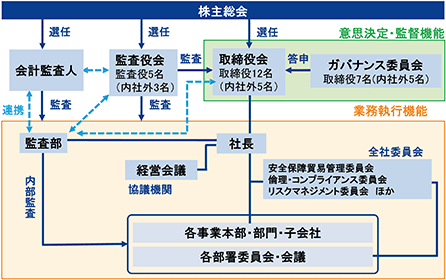 株主総会
選任
選任
選任
意思決定・監督機能
会計監査人
監査役会
監査役5名
(内社外3名)
監査
取締役会
取締役12名
(内社外5名)
答申
ガバナンス委員会
取締役7名(内社外5名)
連携
監査
監査
業務執行機能
監査部
社長
内部監査
経営会議
協議機関
全社委員会
安全保障貿易管理委員会
倫理・コンプライアンス委員会
リスクマネジメント委員会 ほか
各事業本部・部門・子会社
各部署委員会・会議